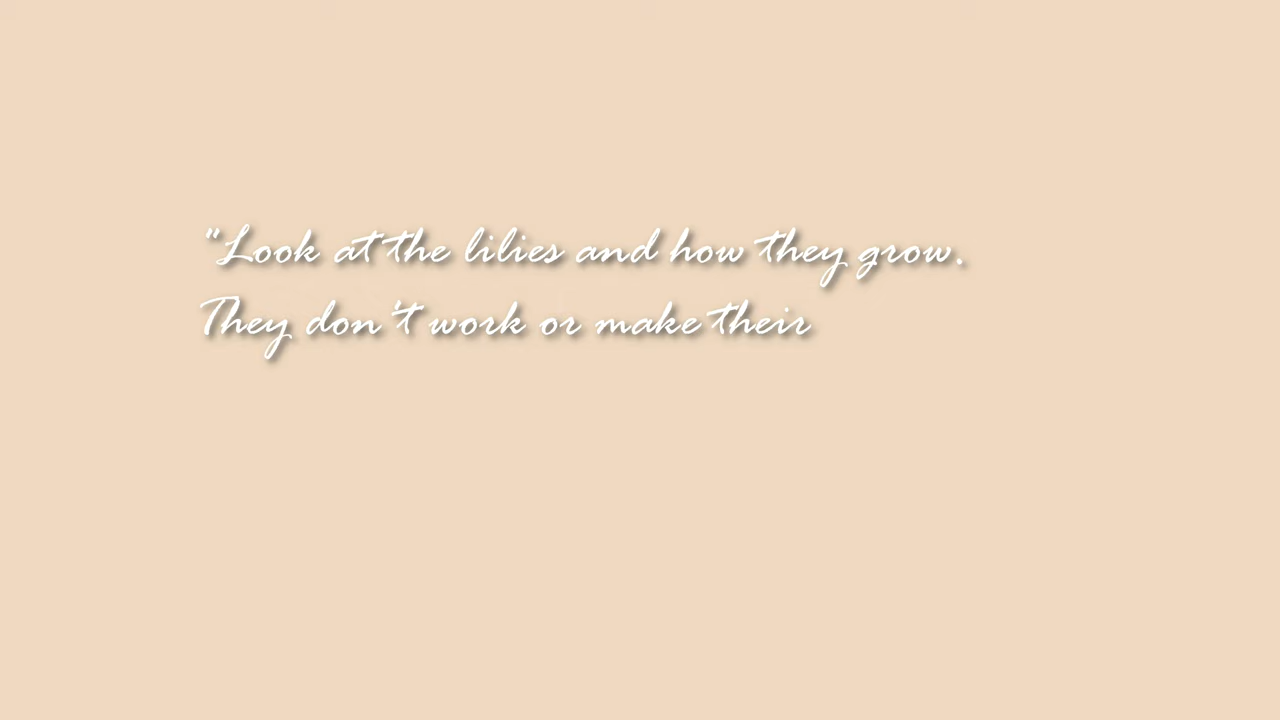 "Look at the lilies and how they grow.
They don't work or make their